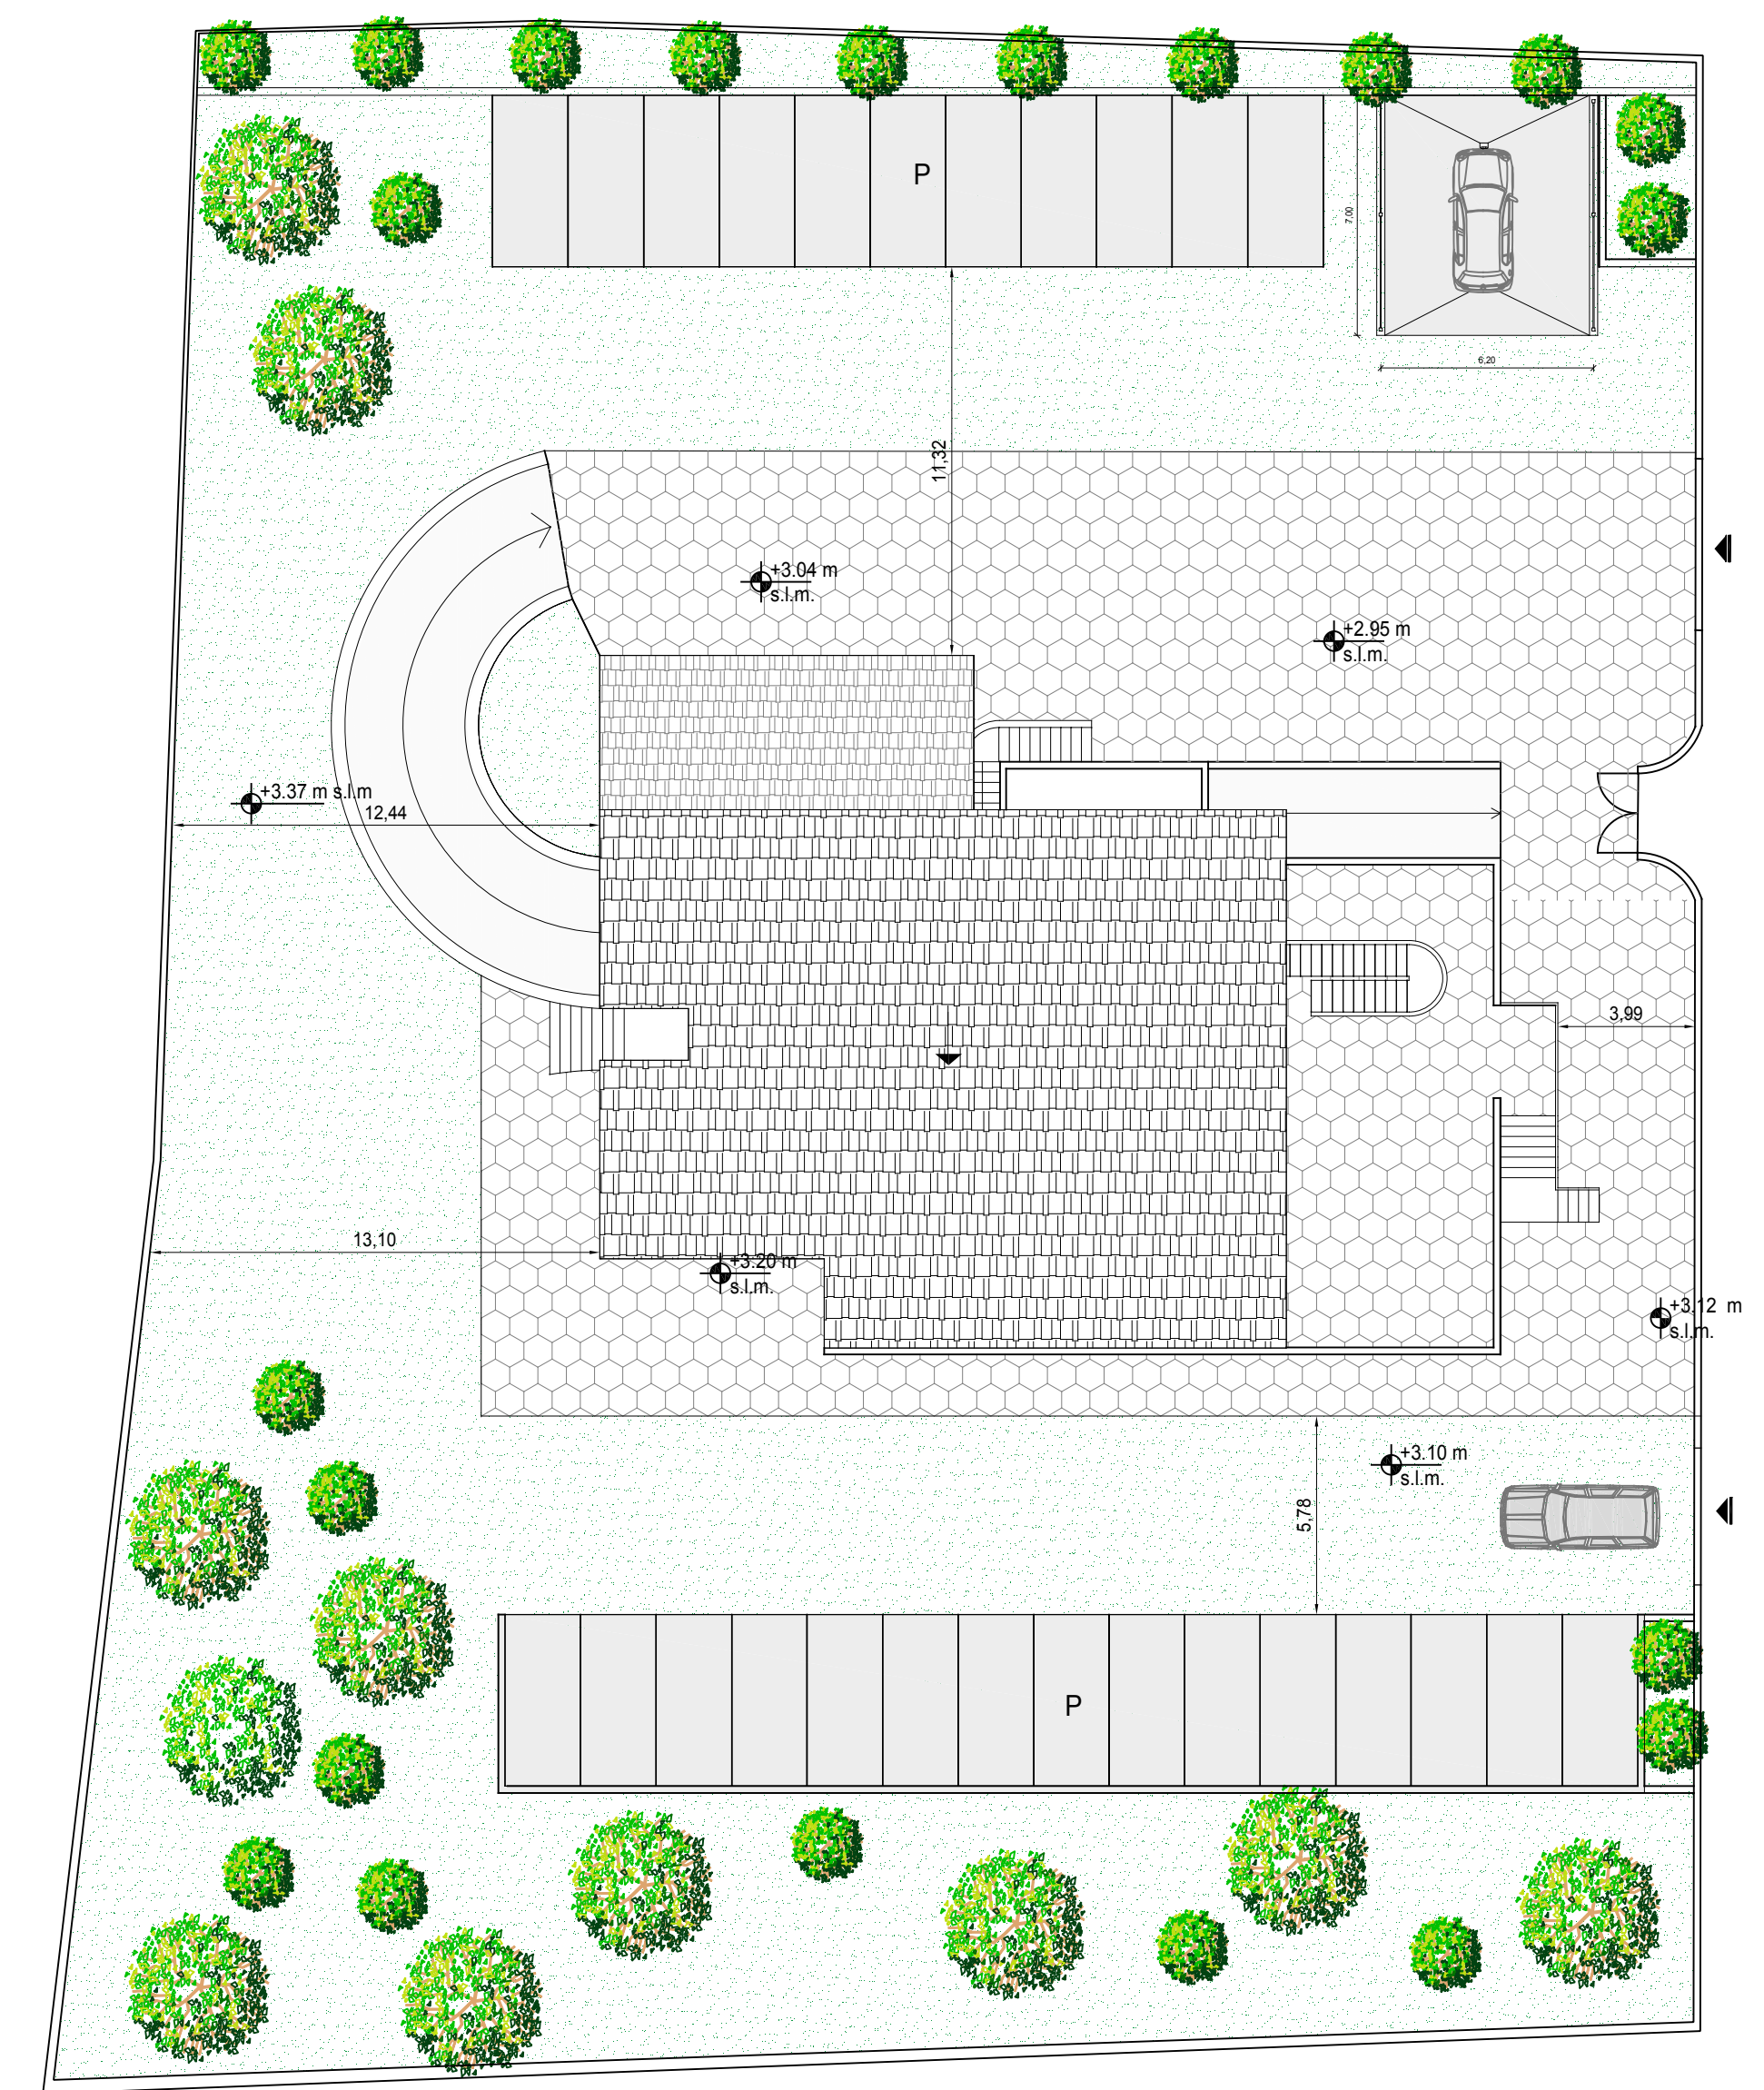 P
7.00
6,20
11,32
+3.04 m
s.l.m.
+2.95 m
s.l.m.
+3.37 m s.l.m
12,44
3,99
13,10
+3.20 m
s.l.m.
+3,12 m
s.l.m.
+3.10 m
s.l.m.
5,78
P